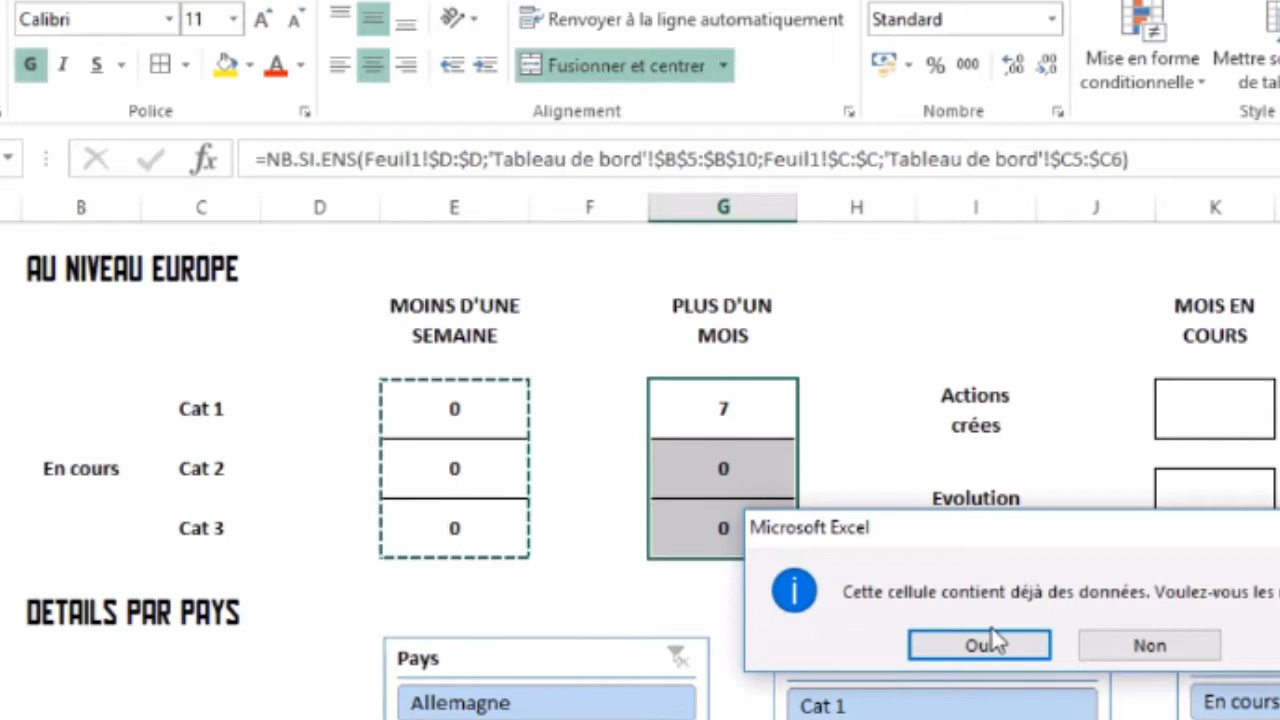 Calibri 11 Renvoyer à la ligne automatiquement Standard
G I S Fusionner et centrer % 000 Mise en forme conditionnelle
Police Alignement Nombre Style
fx =NB.SI.ENS(Feuil1!$D:$D;'Tableau de bord'!$B$5:$B$10;Feuil1!$C:$C;'Tableau de bord'!$C5:$C6)
B C D E F G H I J K
AU NIVEAU EUROPE
MOINS D'UNE PLUS D'UN MOIS EN
SEMAINE MOIS COURS
Cat 1 0 7 Actions
crées
En cours Cat 2 0 0
Evolution
Cat 3 0 0
Microsoft Excel
Cette cellule contient déjà des données. Voulez-vous les
Non
DETAILS PAR PAYS
Pays
Allemagne Cat 1 En cours